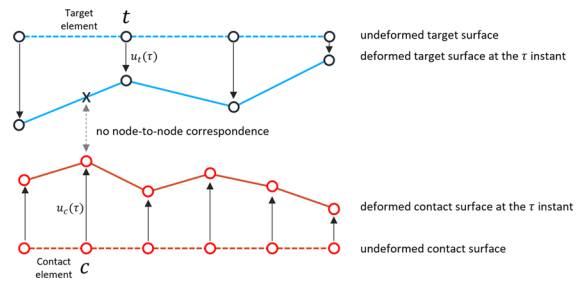 Target
element
t
undeformed target surface
u_t(τ)
deformed target surface at the τ instant
X
no node-to-node correspondence
u_c(τ)
deformed contact surface at the τ instant
undeformed contact surface
Contact
element
c